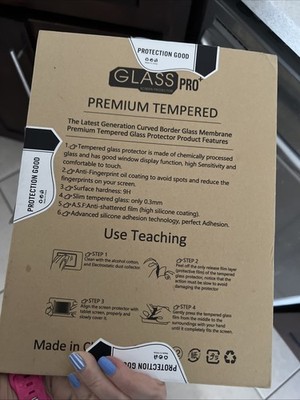 PROTECTION GOOD
GLASS PRO+
PREMIUM TEMPERED
The Latest Generation Curved Border Glass Membrane
Premium Tempered Glass Protector Product Features
1. Tempered glass protector is made of chemically processed
glass and has good window display function, high Sensitivity and
comfortable to touch.
2. Anti-Fingerprint oil coating to avoid spots and reduce the
fingerprints on your screen.
3. Surface hardness: 9H
4. Slim tempered glass: only 0.3mm
5. A.S.F:Anti-shattered film (high silicone coating).
6. Advanced silicone adhesion technology, perfect Adhesion.
PROTECTION GOOD
Use Teaching
STEP 1
Clean with the alcohol cotton,
and Electrostatic dust collector
STEP 2
Peel off the only release film layer
(protective film) of the tempered
glass protector, notice that the
action must be slow to avoid
damaging the protector
STEP 3
Align the screen protector with
tablet screen, properly and
slowly cover it.
STEP 4
Gently press the tempered glass
film from the middle to the
surroundings with your hand
until it completely fits the screen.
Made in
PROTECTION GOOD